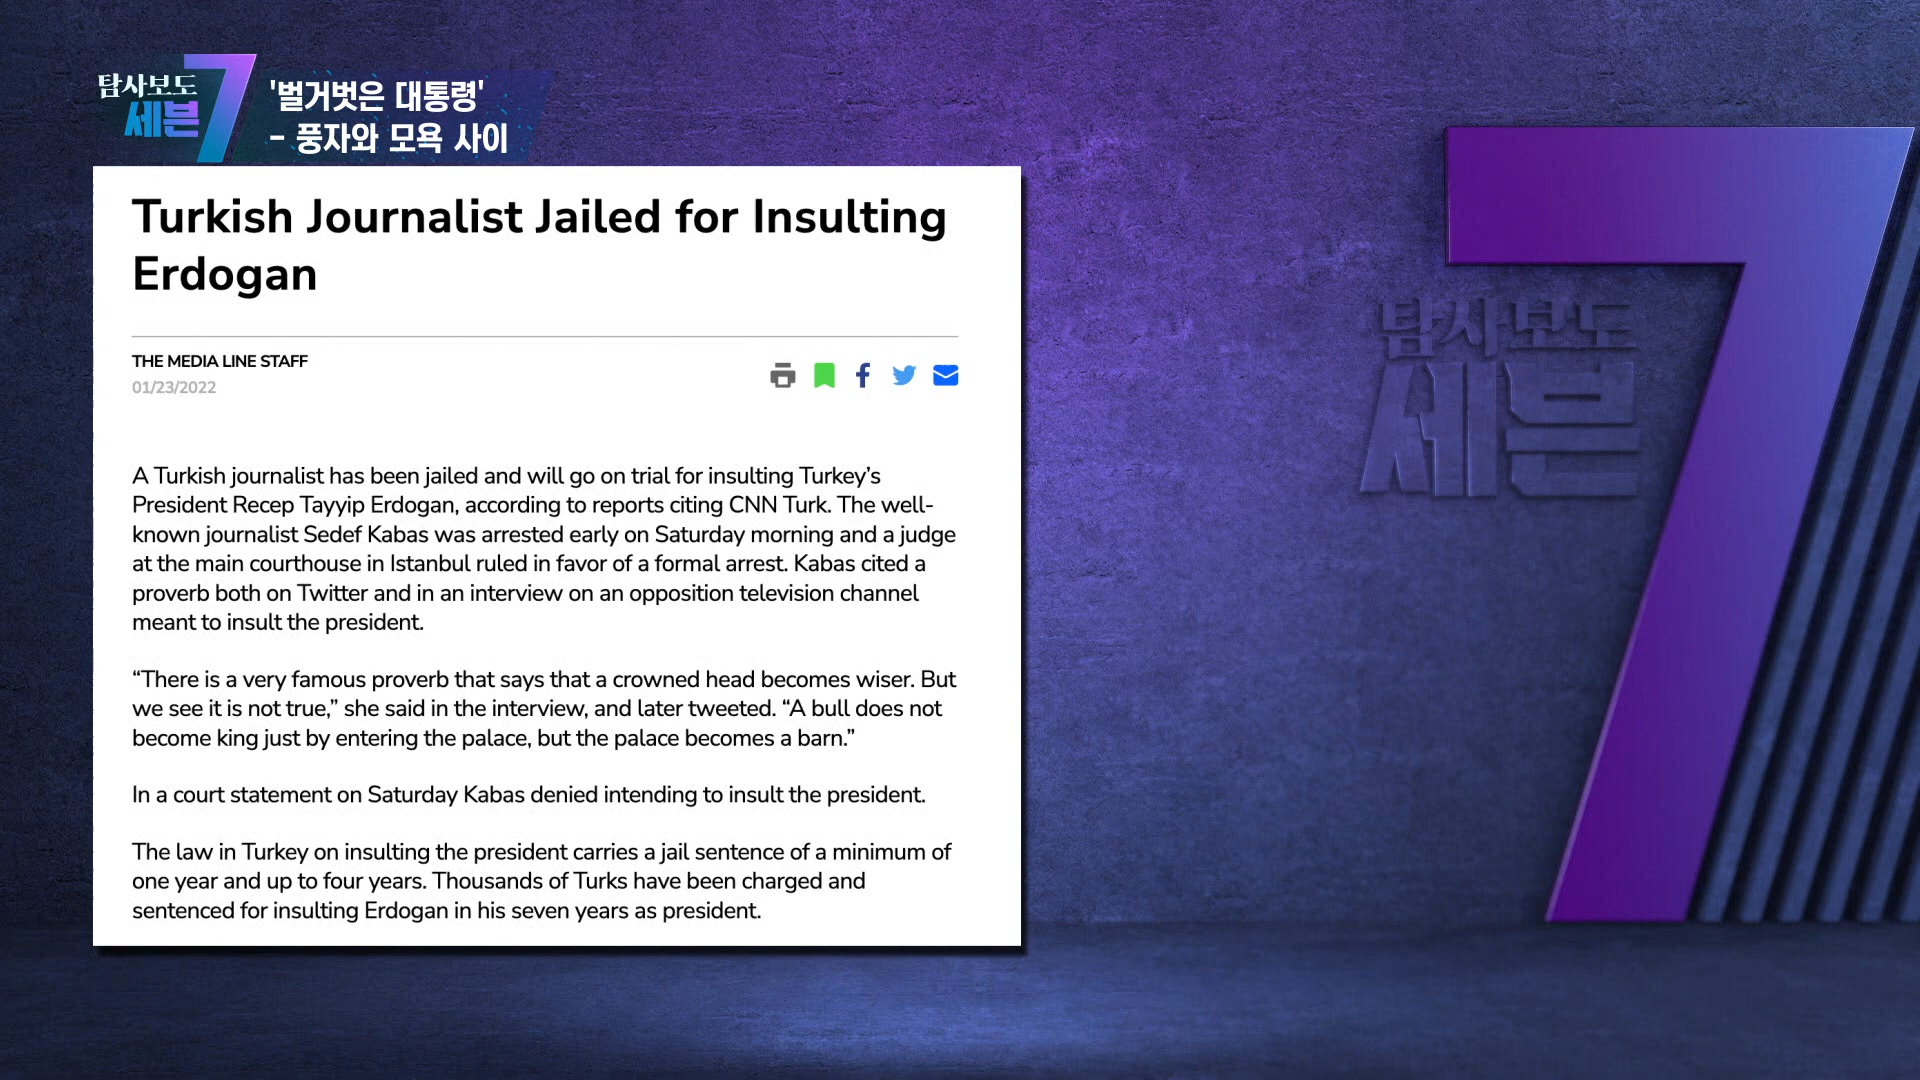 탐사보도
세븐
7
'벌거벗은 대통령'
- 풍자와 모욕 사이
Turkish Journalist Jailed for Insulting
Erdogan
THE MEDIA LINE STAFF
01/23/2022
A Turkish journalist has been jailed and will go on trial for insulting Turkey’s
President Recep Tayyip Erdogan, according to reports citing CNN Turk. The well-
known journalist Sedef Kabas was arrested early on Saturday morning and a judge
at the main courthouse in Istanbul ruled in favor of a formal arrest. Kabas cited a
proverb both on Twitter and in an interview on an opposition television channel
meant to insult the president.
“There is a very famous proverb that says that a crowned head becomes wiser. But
we see it is not true,” she said in the interview, and later tweeted. “A bull does not
become king just by entering the palace, but the palace becomes a barn.”
In a court statement on Saturday Kabas denied intending to insult the president.
The law in Turkey on insulting the president carries a jail sentence of a minimum of
one year and up to four years. Thousands of Turks have been charged and
sentenced for insulting Erdogan in his seven years as president.
탐사보도
세븐
7